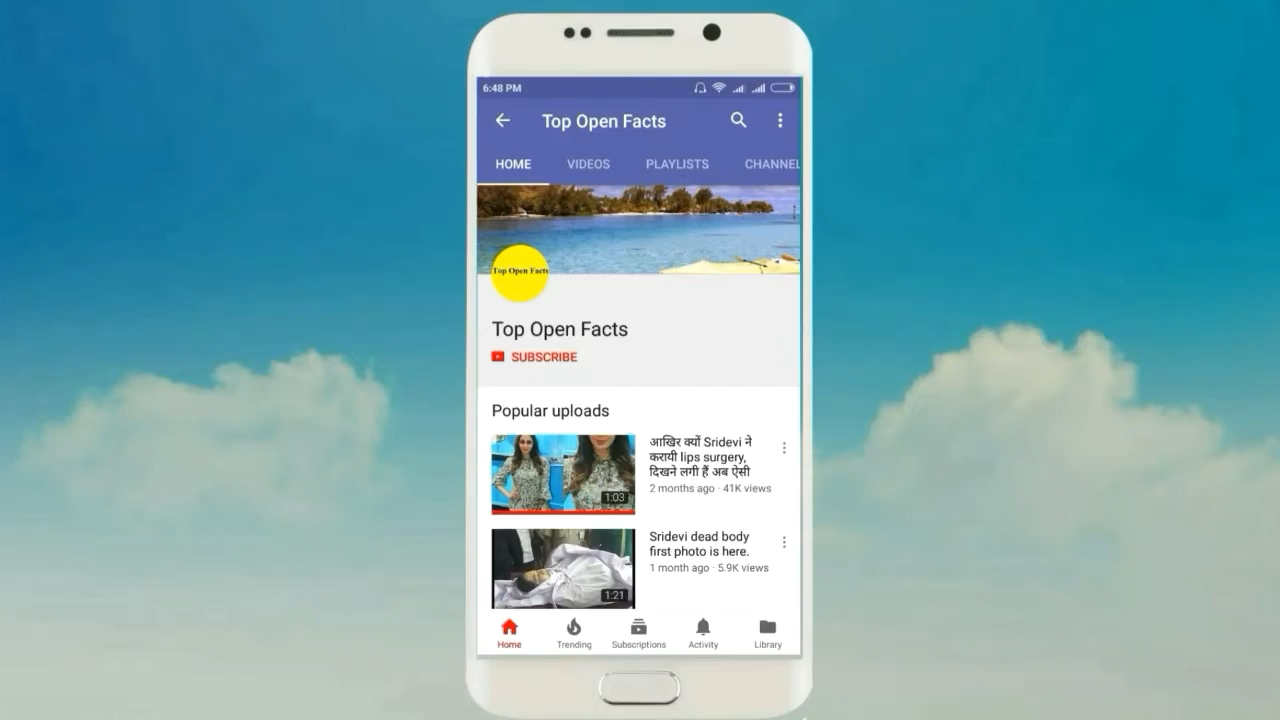 6:48 PM
Top Open Facts
HOME VIDEOS PLAYLISTS CHANNEL
Top Open Facts
Top Open Facts
SUBSCRIBE
Popular uploads
1:03
आखिर क्यों Sridevi ने
करायी lips surgery,
दिखने लगी हैं अब ऐसी
2 months ago · 41K views
1:21
Sridevi dead body
first photo is here.
1 month ago · 5.9K views
Home Trending Subscriptions Activity Library